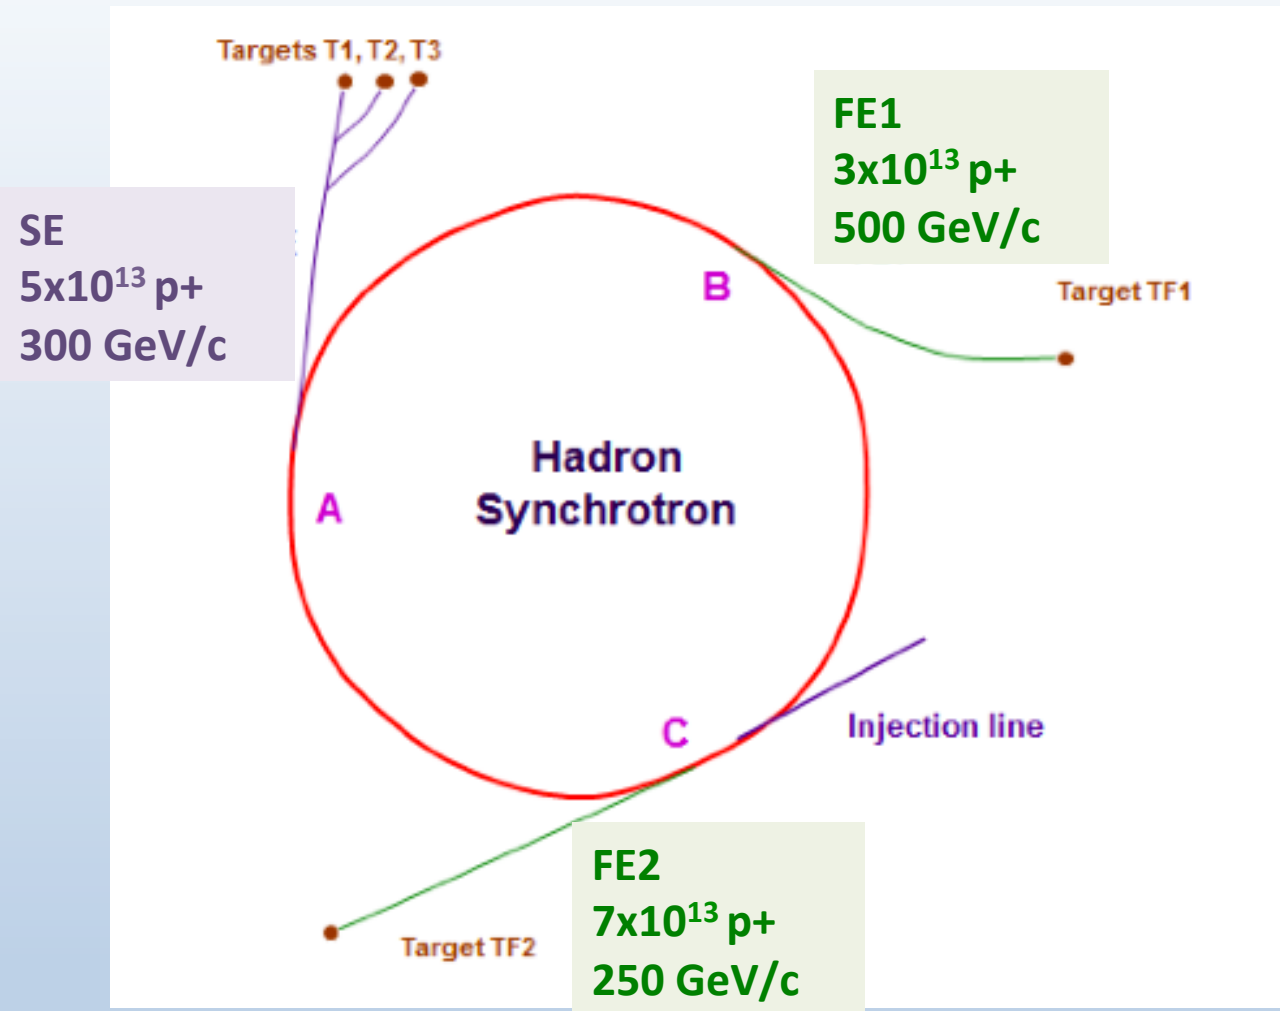 Targets T1, T2, T3
FE1
3x10¹³ p+
500 GeV/c
SE
5x10¹³ p+
300 GeV/c
B
Target TF1
Hadron
Synchrotron
A
C
Injection line
FE2
7x10¹³ p+
250 GeV/c
Target TF2